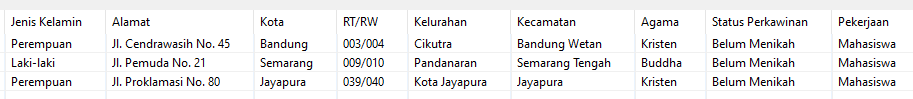 Jenis Kelamin Alamat Kota RT/RW Kelurahan Kecamatan Agama Status Perkawinan Pekerjaan
Perempuan Jl. Cendrawasih No. 45 Bandung 003/004 Cikutra Bandung Wetan Kristen Belum Menikah Mahasiswa
Laki-laki Jl. Pemuda No. 21 Semarang 009/010 Pandanaran Semarang Tengah Buddha Belum Menikah Mahasiswa
Perempuan Jl. Proklamasi No. 80 Jayapura 039/040 Kota Jayapura Jayapura Kristen Belum Menikah Mahasiswa